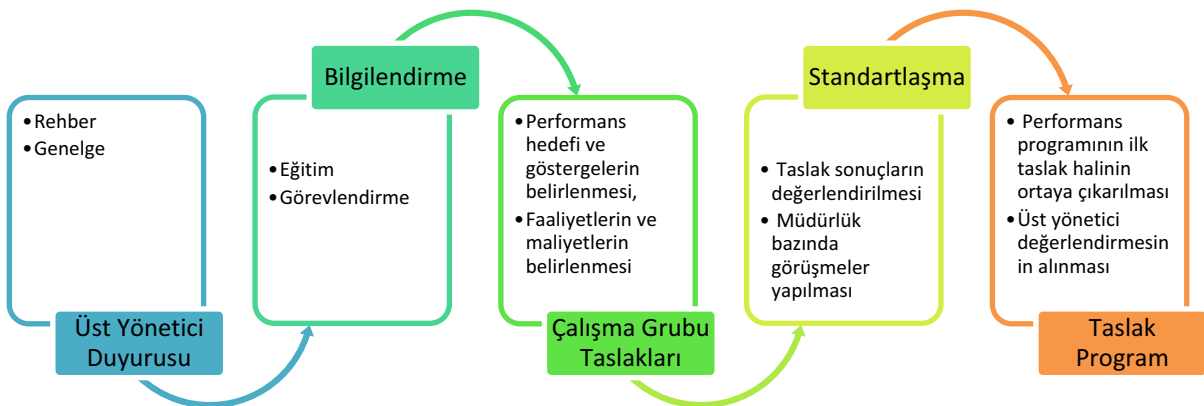 •Rehber
•Genelge
Üst Yönetici
Duyurusu
Bilgilendirme
•Eğitim
•Görevlendirme
•Performans
hedefi ve
göstergelerin
belirlenmesi,
•Faaliyetlerin ve
maliyetlerin
belirlenmesi
Çalışma Grubu
Taslakları
Standartlaşma
• Taslak sonuçların
değerlendirilmesi
• Müdürlük
bazında
görüşmeler
yapılması
• Performans
programının ilk
taslak halinin
ortaya çıkarılması
•Üst yönetici
değerlendirmesin
in alınması
Taslak
Program